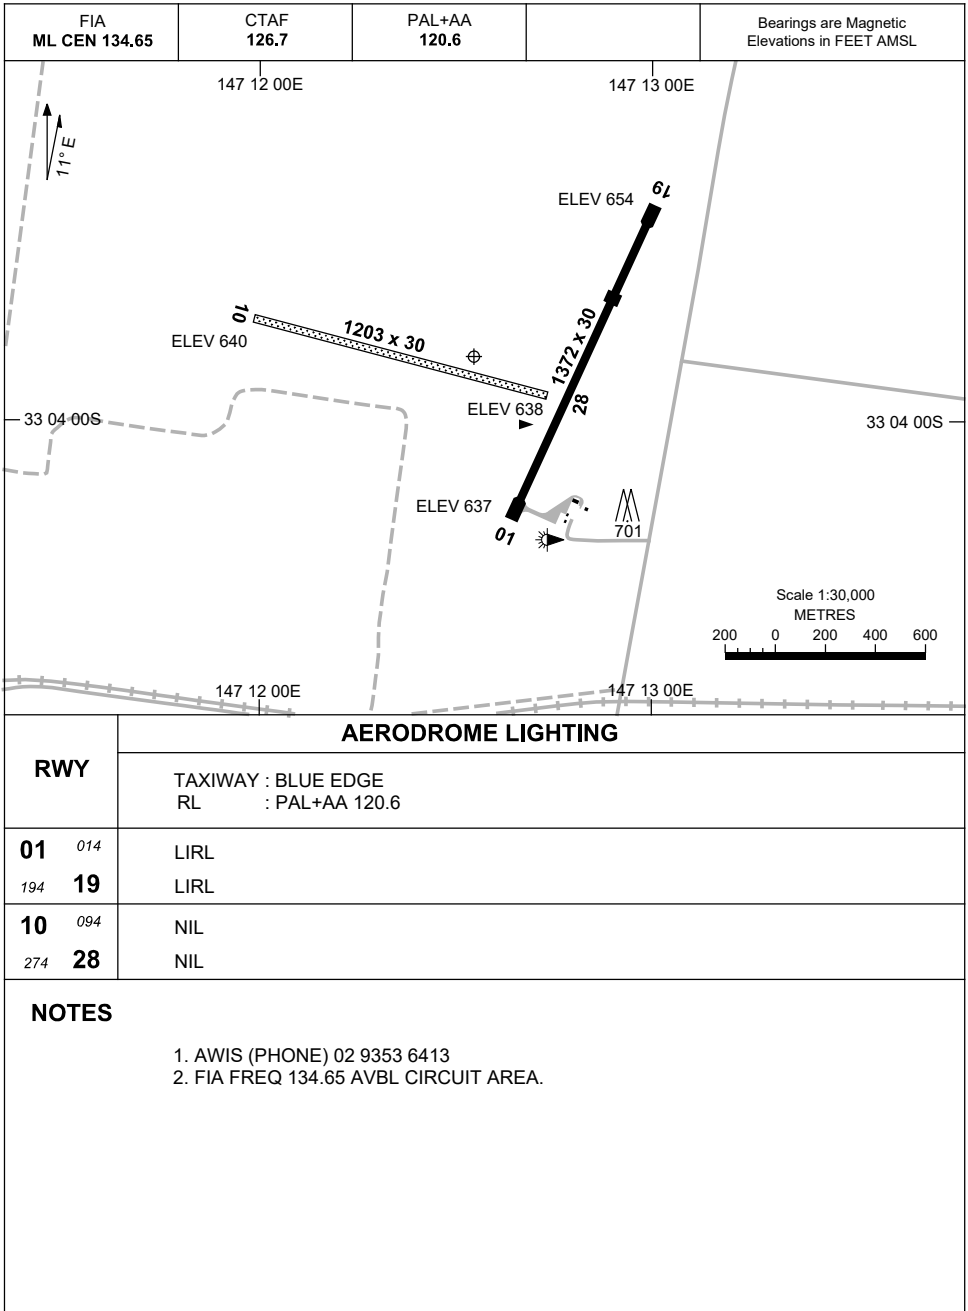 FIA
ML CEN 134.65
CTAF
126.7
PAL+AA
120.6
Bearings are Magnetic
Elevations in FEET AMSL
147 12 00E
147 13 00E
11° E
19
ELEV 654
10
1203 x 30
ELEV 640
1372 x 30
ELEV 638
28
33 04 00S
33 04 00S
ELEV 637
01
701
Scale 1:30,000
METRES
200 0 200 400 600
147 12 00E
147 13 00E
AERODROME LIGHTING
RWY
TAXIWAY : BLUE EDGE
RL : PAL+AA 120.6
01 014 LIRL
194 19 LIRL
10 094 NIL
274 28 NIL
NOTES
1. AWIS (PHONE) 02 9353 6413
2. FIA FREQ 134.65 AVBL CIRCUIT AREA.